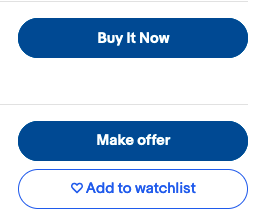 Buy It Now
Make offer
♡ Add to watchlist